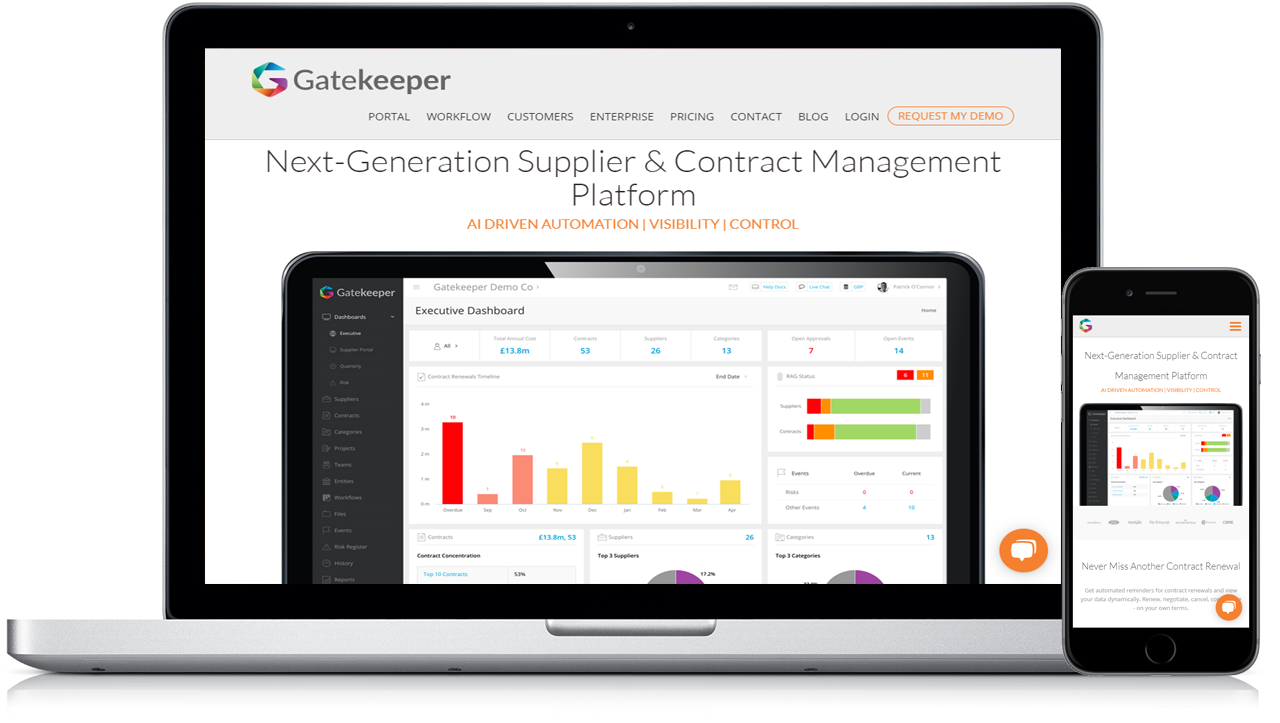 Gatekeeper
PORTAL WORKFLOW CUSTOMERS ENTERPRISE PRICING CONTACT BLOG LOGIN REQUEST MY DEMO
Next-Generation Supplier & Contract Management
Platform
AI DRIVEN AUTOMATION | VISIBILITY | CONTROL
Gatekeeper
Dashboards
Executive
Supplier Portal
Quarterly
Risk
Suppliers
Contracts
Categories
Projects
Teams
Entities
Workflows
Files
Events
Risk Register
History
Reports
Gatekeeper Demo Co
Help Docs Live Chat GBP Patrick O'Connor
Executive Dashboard Home
All
Total Annual Cost
£13.8m
Contracts
53
Suppliers
26
Categories
13
Open Approvals
7
Open Events
14
Contract Renewals Timeline End Date
4m
3m
2m
1m
0m
10
10
Overdue Sep Oct Nov Dec Jan Feb Mar Apr
RAG Status 6 11
Suppliers
Contracts
Events Overdue Current
Risks 0 0
Other Events 4 10
Contracts £13.8m, 53
Contract Concentration
Top 10 Contracts 53%
Suppliers 26
Top 3 Suppliers
17.2%
Categories 13
Top 3 Categories
Next-Generation Supplier & Contract
Management Platform
AI DRIVEN AUTOMATION | VISIBILITY | CONTROL
Never Miss Another Contract Renewal
Get automated reminders for contract renewals and view
your data dynamically. Renew, negotiate, cancel,
- on your own terms.